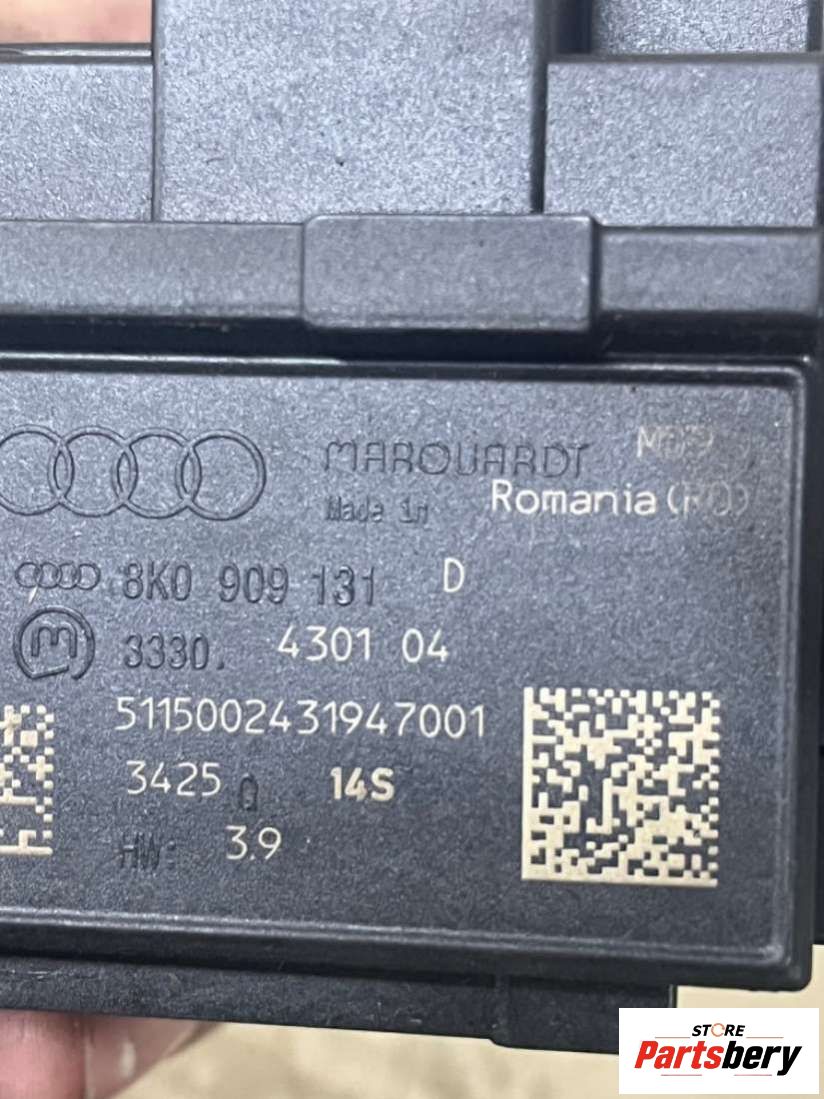 MARQUARDT
Made in Romania (RO)
8K0 909 131 D
3330. 4301 04
5115002431947001
3425 14S
HW: 3.9
STORE
Partsbery